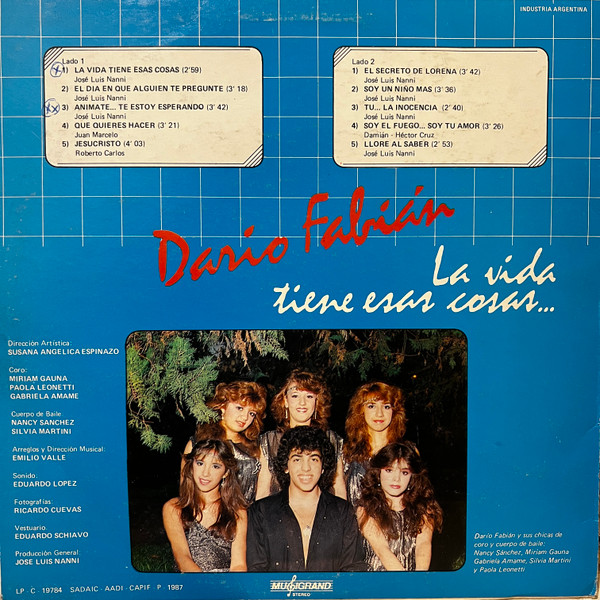 INDUSTRIA ARGENTINA
Lado 1
1) LA VIDA TIENE ESAS COSAS (2'59)
José Luis Nanni
2) EL DIA EN QUE ALGUIEN TE PREGUNTE (3' 18)
José Luis Nanni
3) ANIMATE... TE ESTOY ESPERANDO (3' 42)
José Luis Nanni
4) QUE QUIERES HACER (3' 21)
Juan Marcelo
5) JESUCRISTO (4' 03)
Roberto Carlos
Lado 2
1) EL SECRETO DE LORENA (3' 42)
José Luis Nanni
2) SOY UN NIÑO MAS (3' 36)
José Luis Nanni
3) TU... LA INOCENCIA (2' 40)
José Luis Nanni
4) SOY EL FUEGO... SOY TU AMOR (3' 26)
Damián - Héctor Cruz
5) LLORE AL SABER (2' 53)
José Luis Nanni
Darío Fabián
La vida
tiene esas cosas...
Dirección Artística:
SUSANA ANGELICA ESPINAZO
Coro:
MIRIAM GAUNA
PAOLA LEONETTI
GABRIELA AMAME
Cuerpo de Baile:
NANCY SANCHEZ
SILVIA MARTINI
Arreglos y Dirección Musical:
EMILIO VALLE
Sonido:
EDUARDO LOPEZ
Fotografías:
RICARDO CUEVAS
Vestuario:
EDUARDO SCHIAVO
Producción General:
JOSE LUIS NANNI
Darío Fabián y sus chicas de
coro y cuerpo de baile:
Nancy Sánchez, Miriam Gauna
Gabriela Amame, Silvia Martini
y Paola Leonetti
LP - C 19784 SADAIC - AADI - CAPIF - P - 1987
MUSIGRAND
STEREO